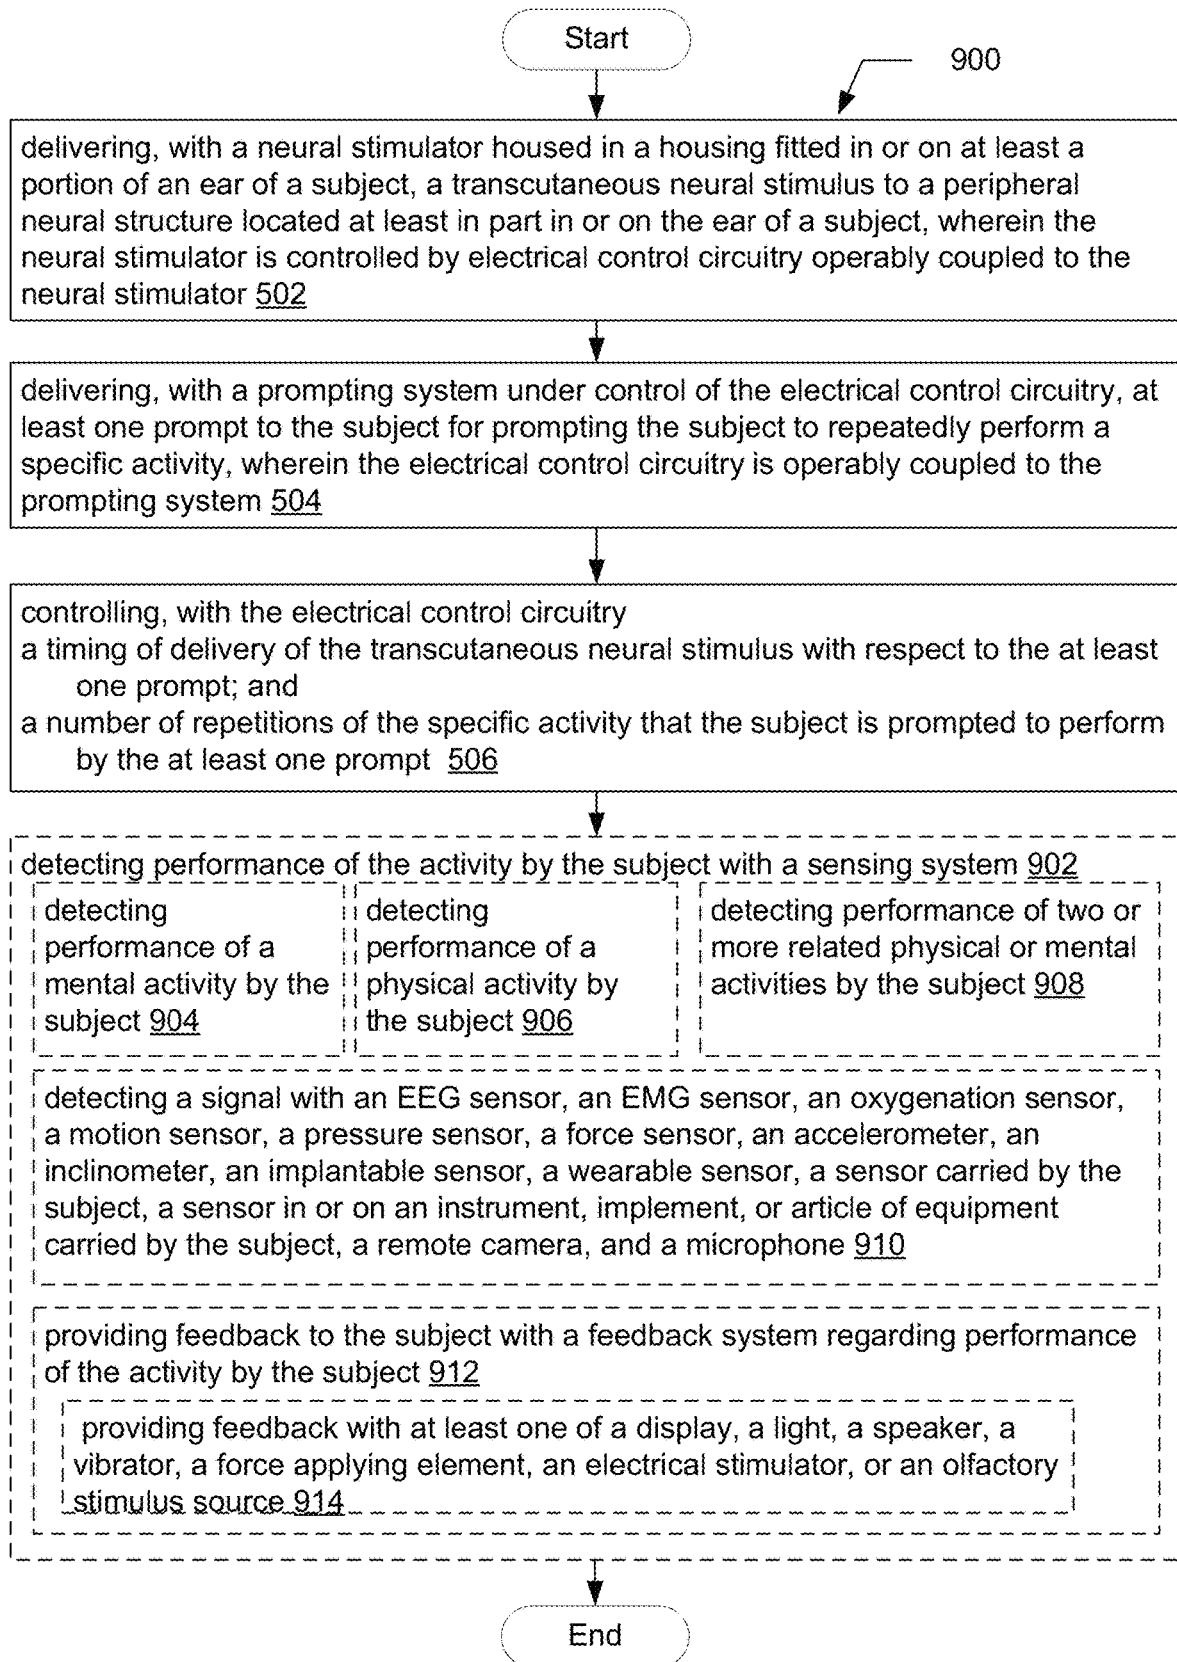 Start
900
delivering, with a neural stimulator housed in a housing fitted in or on at least a
portion of an ear of a subject, a transcutaneous neural stimulus to a peripheral
neural structure located at least in part in or on the ear of a subject, wherein the
neural stimulator is controlled by electrical control circuitry operably coupled to the
neural stimulator 502
delivering, with a prompting system under control of the electrical control circuitry, at
least one prompt to the subject for prompting the subject to repeatedly perform a
specific activity, wherein the electrical control circuitry is operably coupled to the
prompting system 504
controlling, with the electrical control circuitry
a timing of delivery of the transcutaneous neural stimulus with respect to the at least
one prompt; and
a number of repetitions of the specific activity that the subject is prompted to perform
by the at least one prompt 506
detecting performance of the activity by the subject with a sensing system 902
detecting
performance of a
mental activity by the
subject 904
detecting
performance of a
physical activity by
the subject 906
detecting performance of two or
more related physical or mental
activities by the subject 908
detecting a signal with an EEG sensor, an EMG sensor, an oxygenation sensor,
a motion sensor, a pressure sensor, a force sensor, an accelerometer, an
inclinometer, an implantable sensor, a wearable sensor, a sensor carried by the
subject, a sensor in or on an instrument, implement, or article of equipment
carried by the subject, a remote camera, and a microphone 910
providing feedback to the subject with a feedback system regarding performance
of the activity by the subject 912
providing feedback with at least one of a display, a light, a speaker, a
vibrator, a force applying element, an electrical stimulator, or an olfactory
stimulus source 914
End